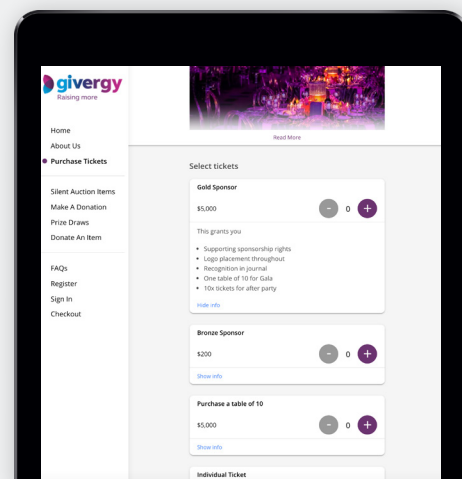 givergy
Raising more
Home
About Us
Purchase Tickets
Silent Auction Items
Make A Donation
Prize Draws
Donate An Item
FAQs
Register
Sign In
Checkout
Read More
Select tickets
Gold Sponsor
$5,000
- 0 +
This grants you
• Supporting sponsorship rights
• Logo placement throughout
• Recognition in journal
• One table of 10 for Gala
• 10x tickets for after party
Hide info
Bronze Sponsor
$200
- 0 +
Show info
Purchase a table of 10
$5,000
- 0 +
Show info
Individual Ticket